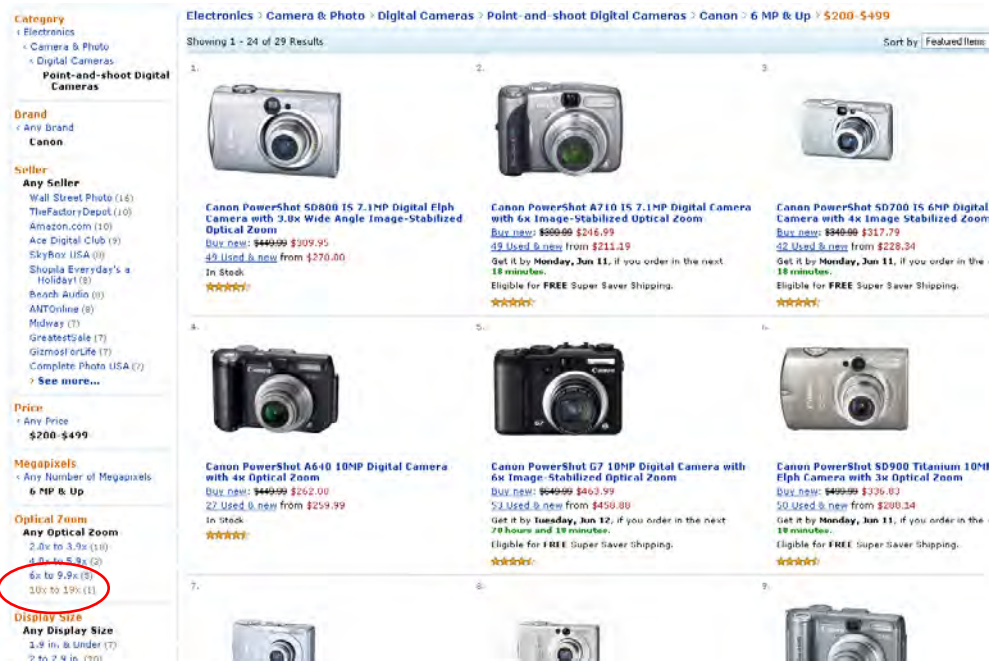 Category
‹ Electronics
‹ Camera & Photo
‹ Digital Cameras
Point-and-shoot Digital
Cameras
Brand
‹ Any Brand
Canon
Seller
Any Seller
Wall Street Photo (16)
TheFactoryDepot (10)
Amazon.com (10)
Ace Digital Club (9)
SkyBox USA (8)
Shopila Everyday's a
Holiday! (8)
Beach Audio (8)
ANTOnline (8)
Midway (7)
GreatestSale (7)
GizmosForLife (7)
Complete Photo USA (7)
› See more...
Price
‹ Any Price
$200-$499
Megapixels
‹ Any Number of Megapixels
6 MP & Up
Optical Zoom
Any Optical Zoom
2.0x to 3.9x (18)
4.0x to 5.9x (2)
6x to 9.9x (5)
10x to 19x (1)
Display Size
Any Display Size
1.9 in. & Under (7)
2 to 2.9 in. (20)
Electronics › Camera & Photo › Digital Cameras › Point-and-shoot Digital Cameras › Canon › 6 MP & Up › $200-$499
Showing 1 - 24 of 29 Results
Sort by Featured Items
1.
Canon PowerShot SD800 IS 7.1MP Digital Elph
Camera with 3.8x Wide Angle Image-Stabilized
Optical Zoom
Buy new: $449.99 $309.95
49 Used & new from $270.00
In Stock
2.
Canon PowerShot A710 IS 7.1MP Digital Camera
with 6x Image-Stabilized Optical Zoom
Buy new: $246.99
49 Used & new from $211.19
Get it by Monday, Jun 11, if you order in the next
18 minutes.
Eligible for FREE Super Saver Shipping.
3.
Canon PowerShot SD700 IS 6MP Digital
Camera with 4x Image Stabilized Zoom
Buy new: $349.99 $317.79
42 Used & new from $228.34
Get it by Monday, Jun 11, if you order in the
18 minutes.
Eligible for FREE Super Saver Shipping.
4.
Canon PowerShot A640 10MP Digital Camera
with 4x Optical Zoom
Buy new: $449.99 $262.00
27 Used & new from $259.99
In Stock
5.
Canon PowerShot G7 10MP Digital Camera with
6x Image-Stabilized Optical Zoom
Buy new: $649.99 $463.99
53 Used & new from $458.88
Get it by Tuesday, Jun 12, if you order in the next
20 hours and 19 minutes.
Eligible for FREE Super Saver Shipping.
6.
Canon PowerShot SD900 Titanium 10MP
Elph Camera with 3x Optical Zoom
Buy new: $499.99 $336.83
50 Used & new from $288.14
Get it by Monday, Jun 11, if you order in the
18 minutes.
Eligible for FREE Super Saver Shipping.
7.
8.
9.